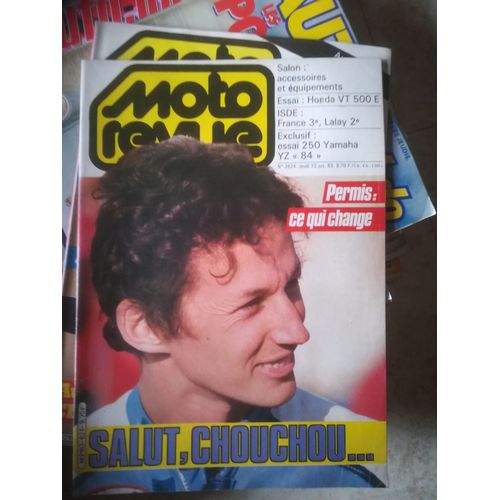 Moto
Moto
revue
Salon :
accessoires
et équipements
Essai : Honda VT 500 E
ISDE :
France 3e, Lalay 2e
Exclusif :
essai 250 Yamaha
YZ « 84 »
Permis :
ce qui change
SALUT, CHOUCHOU...